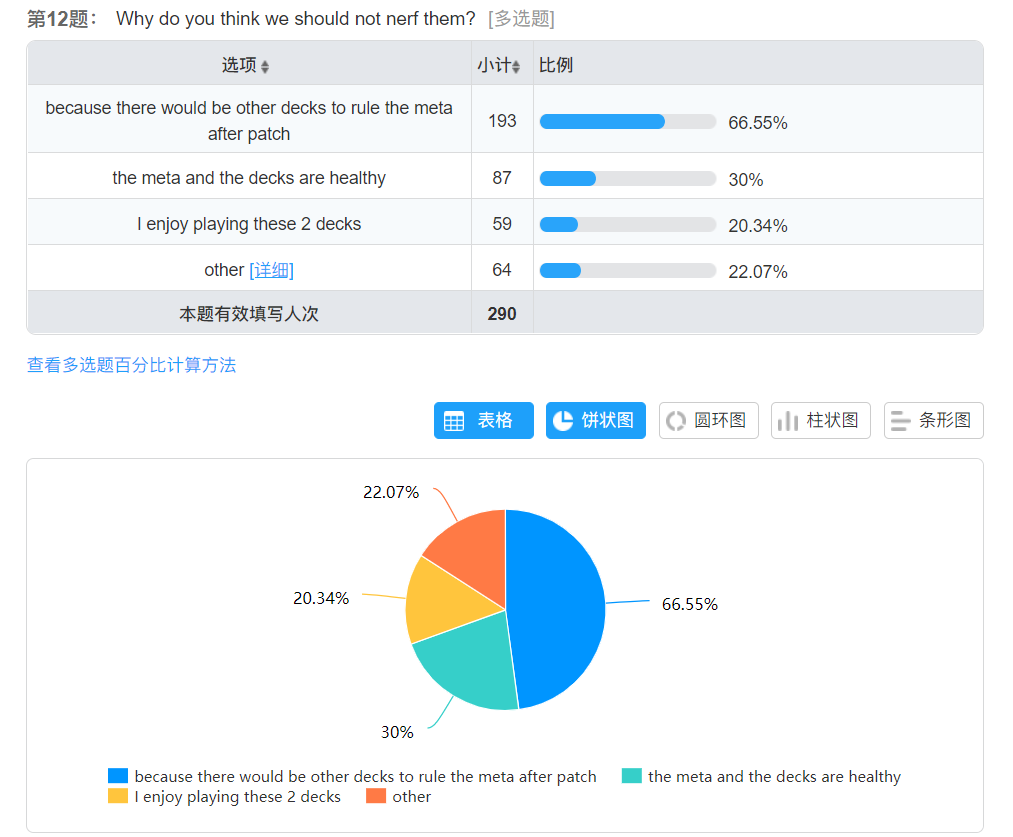 第12题： Why do you think we should not nerf them? [多选题]
选项 小计 比例
because there would be other decks to rule the meta
after patch 193 66.55%
the meta and the decks are healthy 87 30%
I enjoy playing these 2 decks 59 20.34%
other [详细] 64 22.07%
本题有效填写人次 290
查看多选题百分比计算方法
表格 饼状图 圆环图 柱状图 条形图
22.07%
20.34%
66.55%
30%
because there would be other decks to rule the meta after patch the meta and the decks are healthy
I enjoy playing these 2 decks other